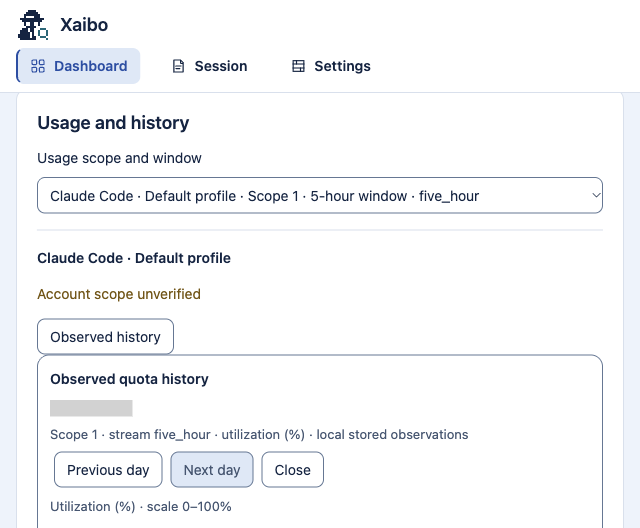 Xaibo
Dashboard
Session
Settings
Usage and history
Usage scope and window
Claude Code · Default profile · Scope 1 · 5-hour window · five_hour
Claude Code · Default profile
Account scope unverified
Observed history
Observed quota history
Scope 1 · stream five_hour · utilization (%) · local stored observations
Previous day
Next day
Close
Utilization (%) · scale 0–100%